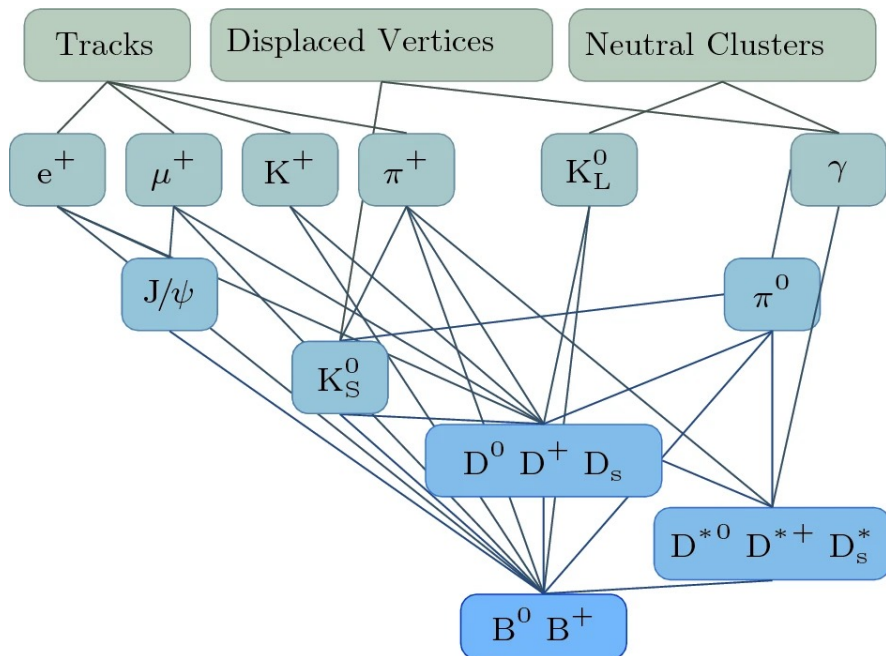 Tracks Displaced Vertices Neutral Clusters
e⁺ μ⁺ K⁺ π⁺ K⁰_L γ
J/ψ π⁰
K⁰_S
D⁰ D⁺ D_s
D*⁰ D*⁺ D*_s
B⁰ B⁺